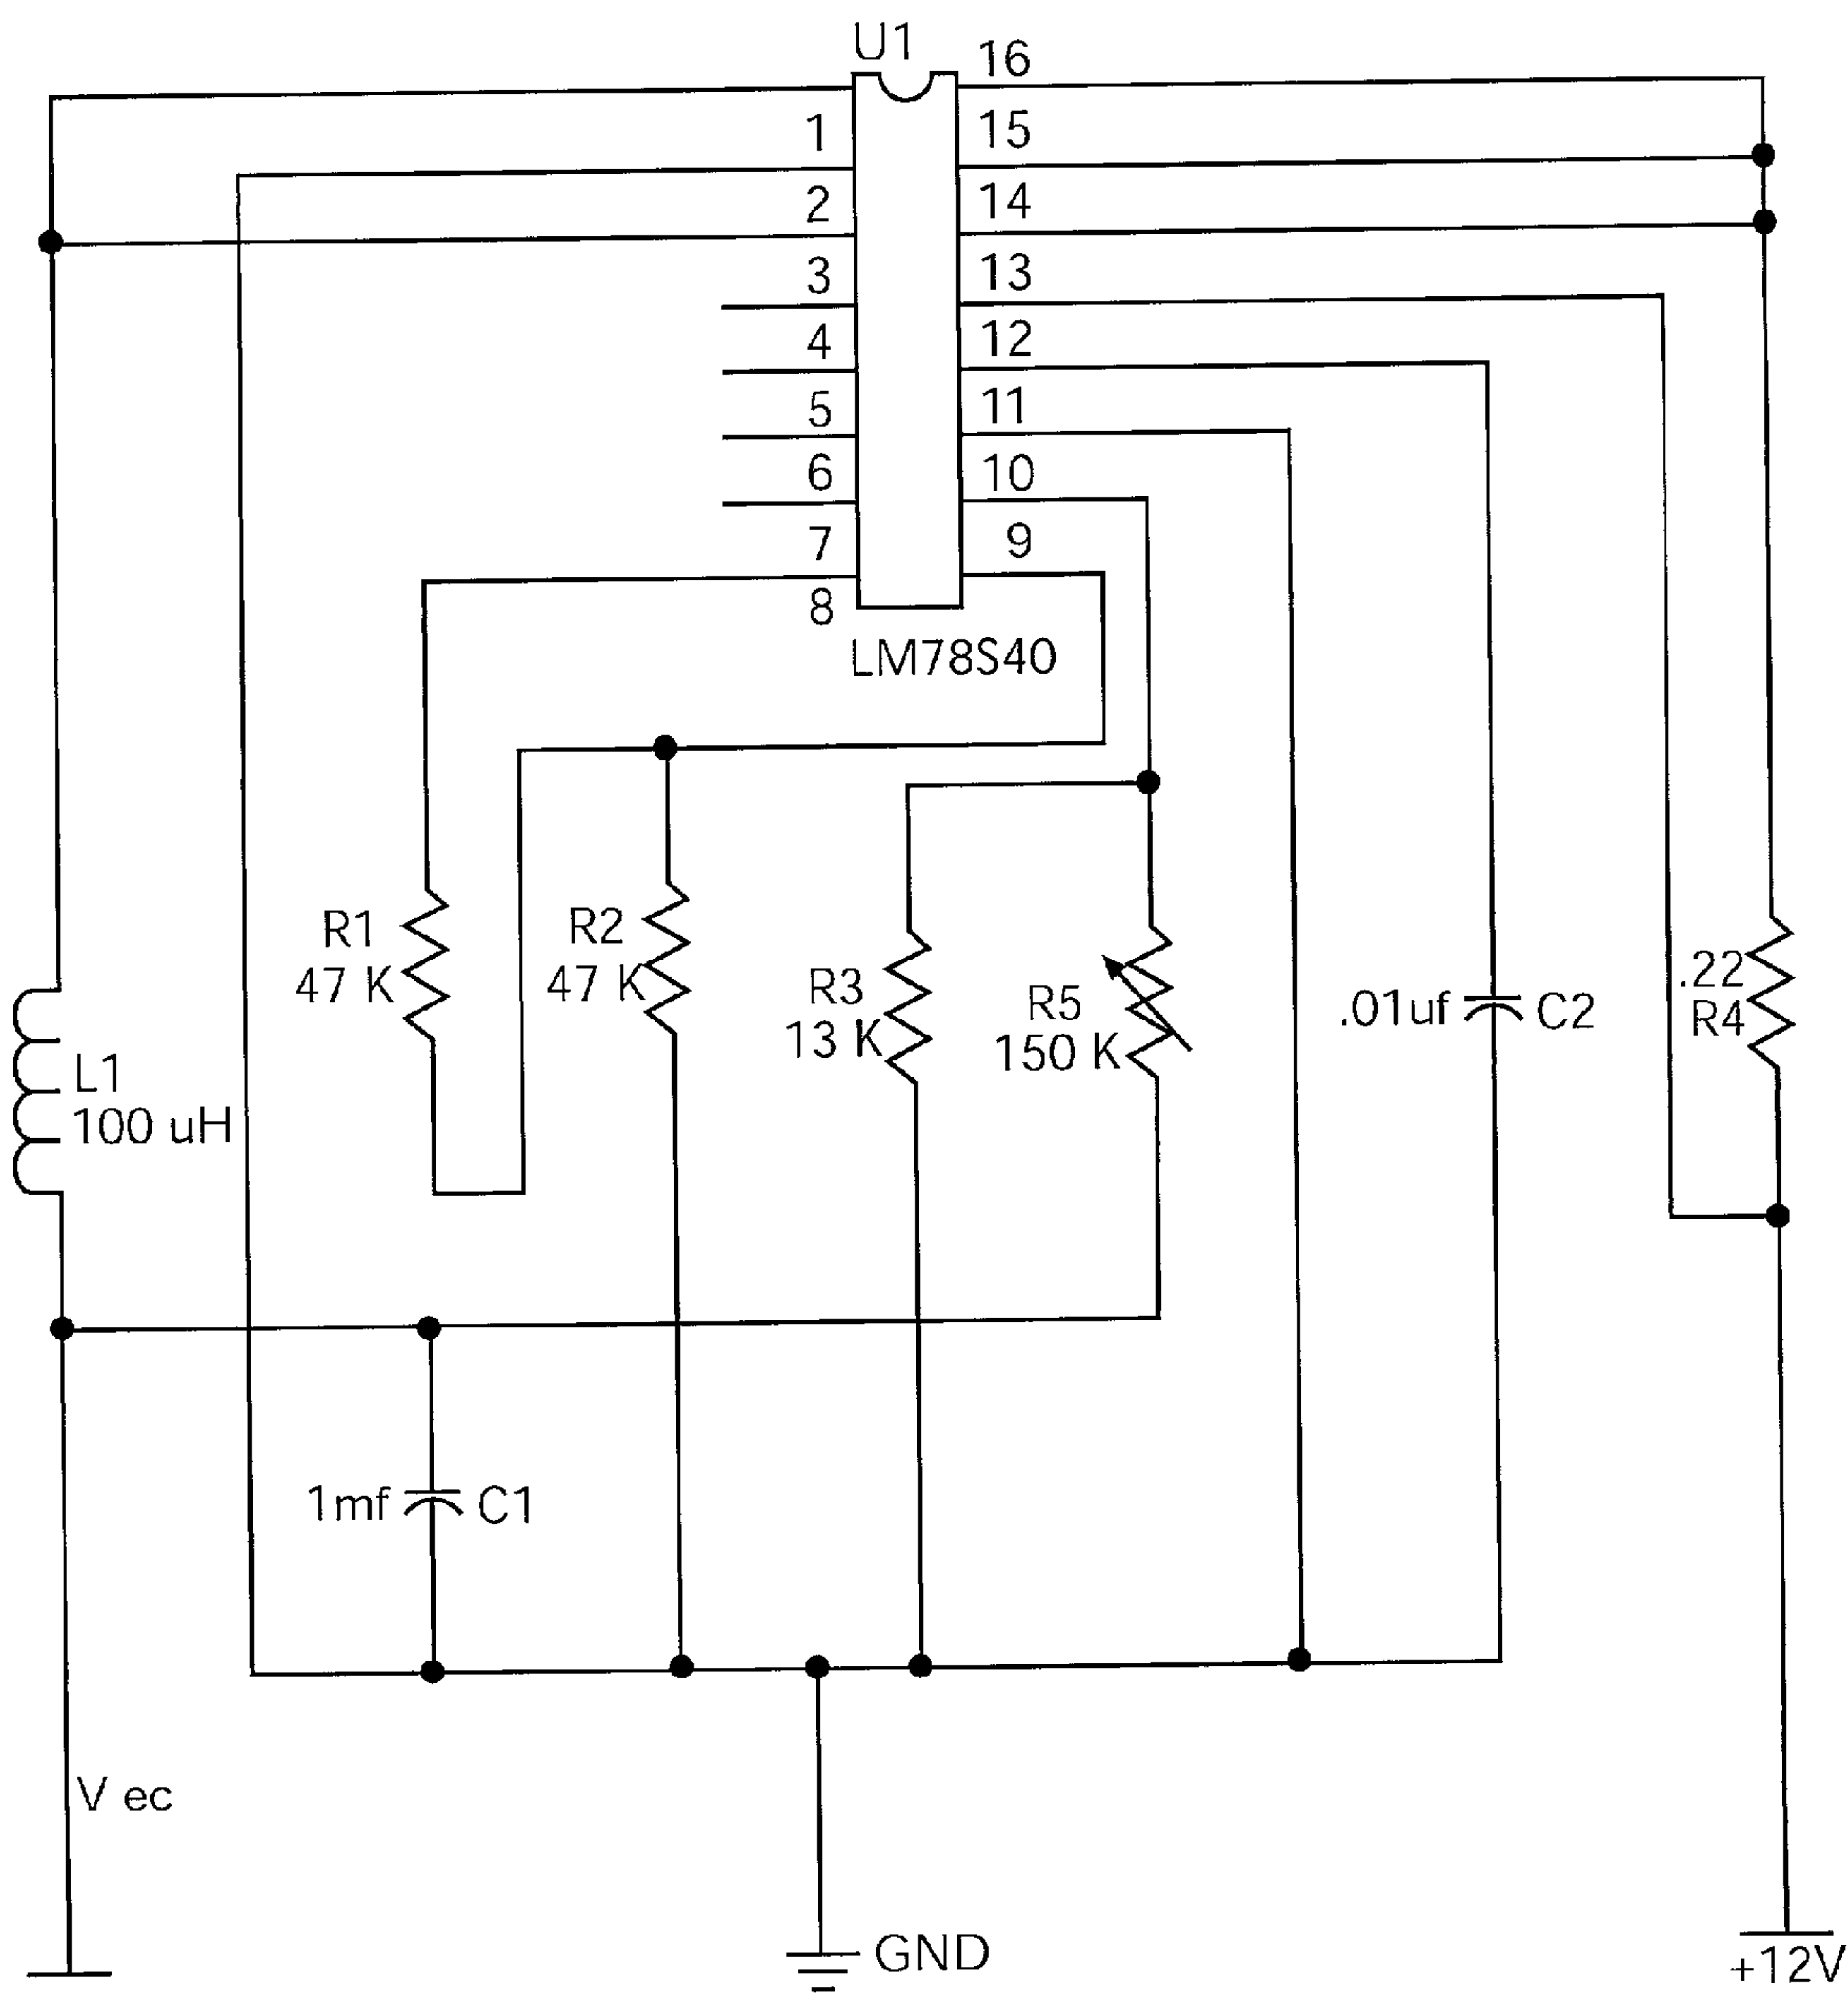 U1
16
1
15
2
14
3
13
4
12
5
11
6
10
7
9
8
LM78S40
R1
47 K
R2
47 K
R3
13 K
R5
150 K
.01uf
C2
.22
R4
L1
100 uH
1mf
C1
V ec
GND
+12V